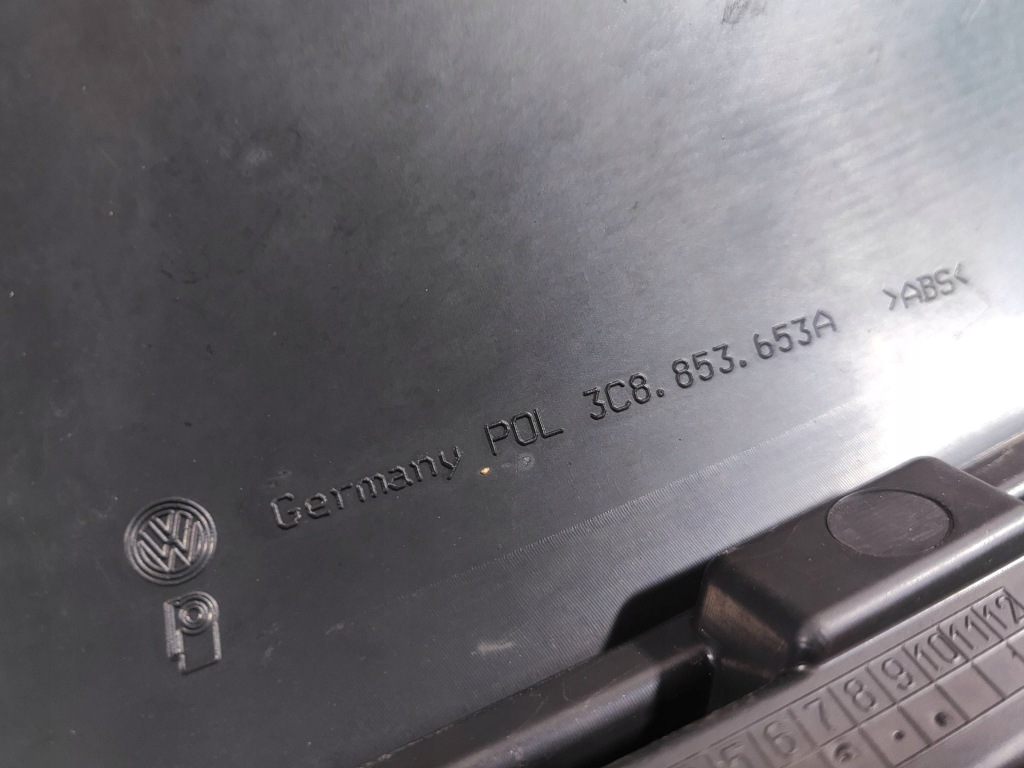 Germany POL 3C8.853.653A >ABS<
5 6 7 8 9 10 11 12